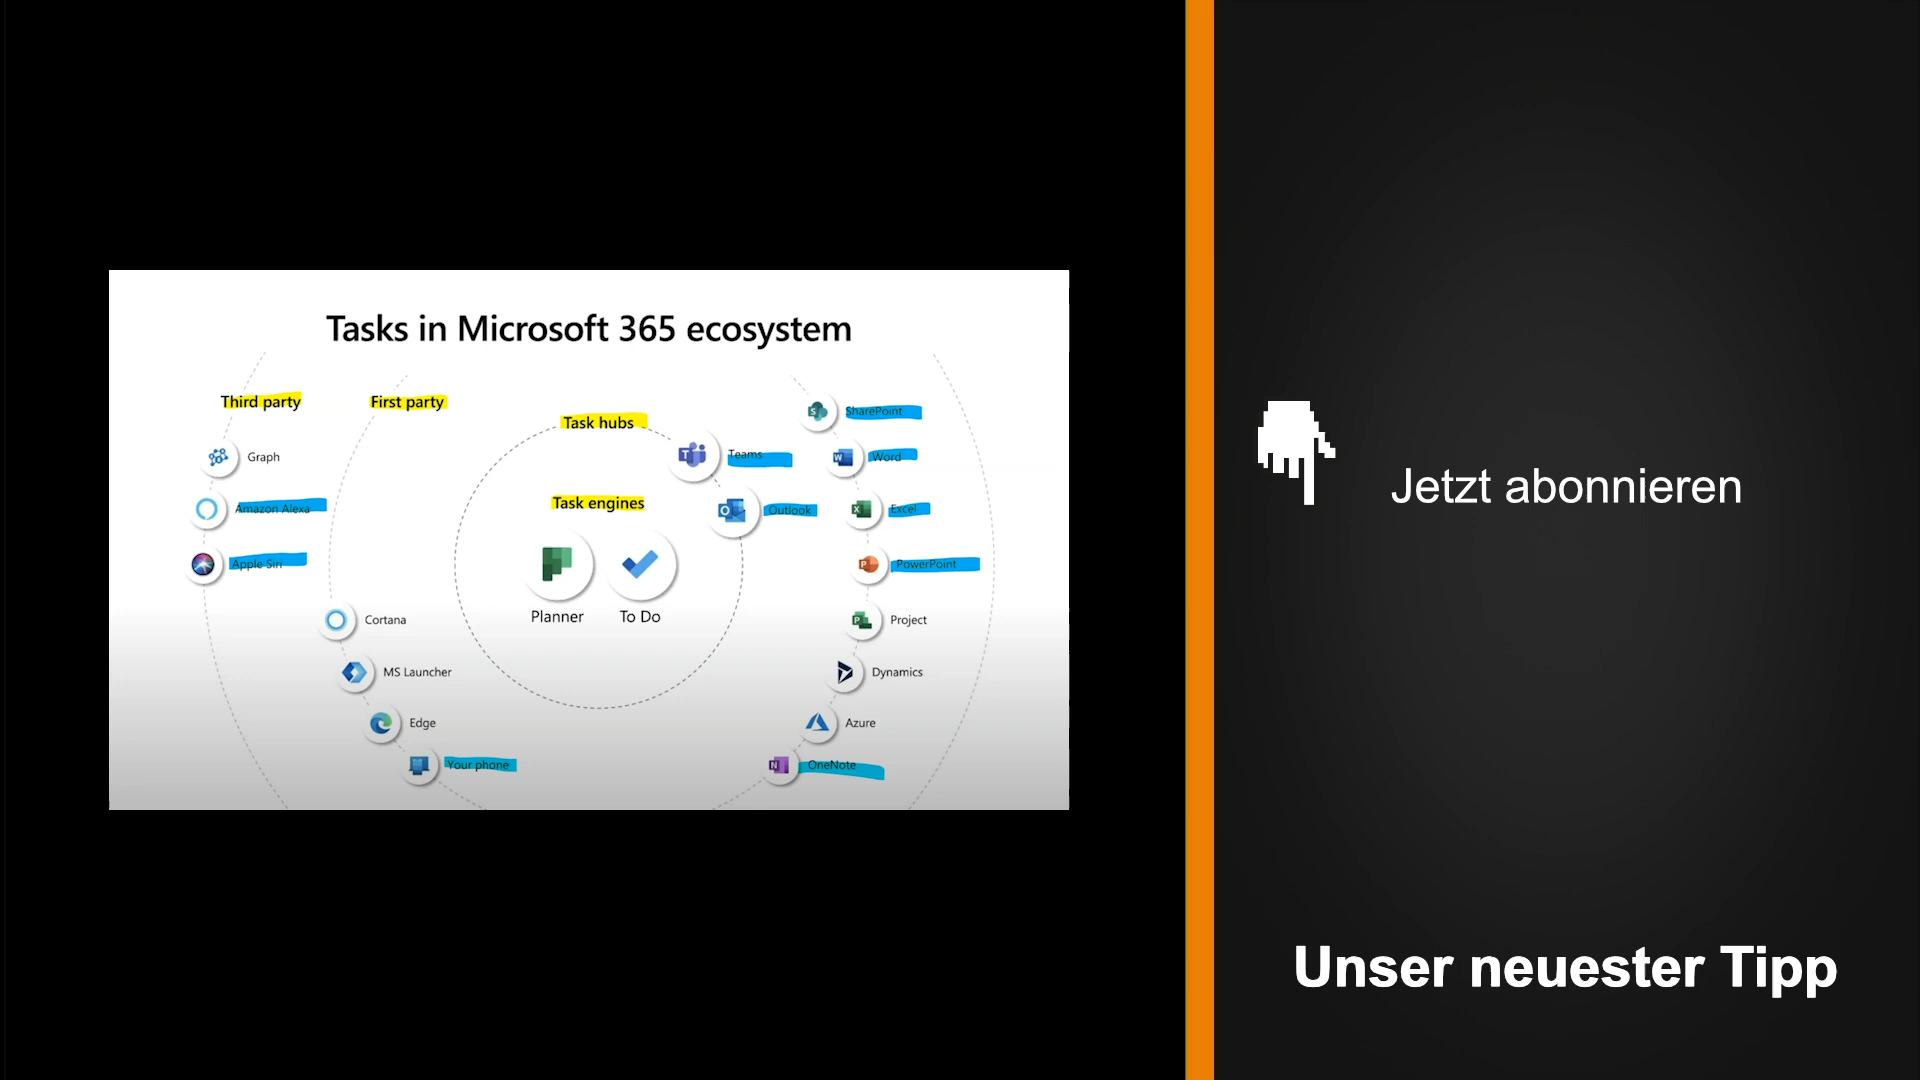 Tasks in Microsoft 365 ecosystem
Third party
First party
Task hubs
Task engines
Graph
Amazon Alexa
Apple Siri
Cortana
MS Launcher
Edge
Your phone
Planner
To Do
Teams
Outlook
SharePoint
Word
Excel
PowerPoint
Project
Dynamics
Azure
OneNote
Jetzt abonnieren
Unser neuester Tipp